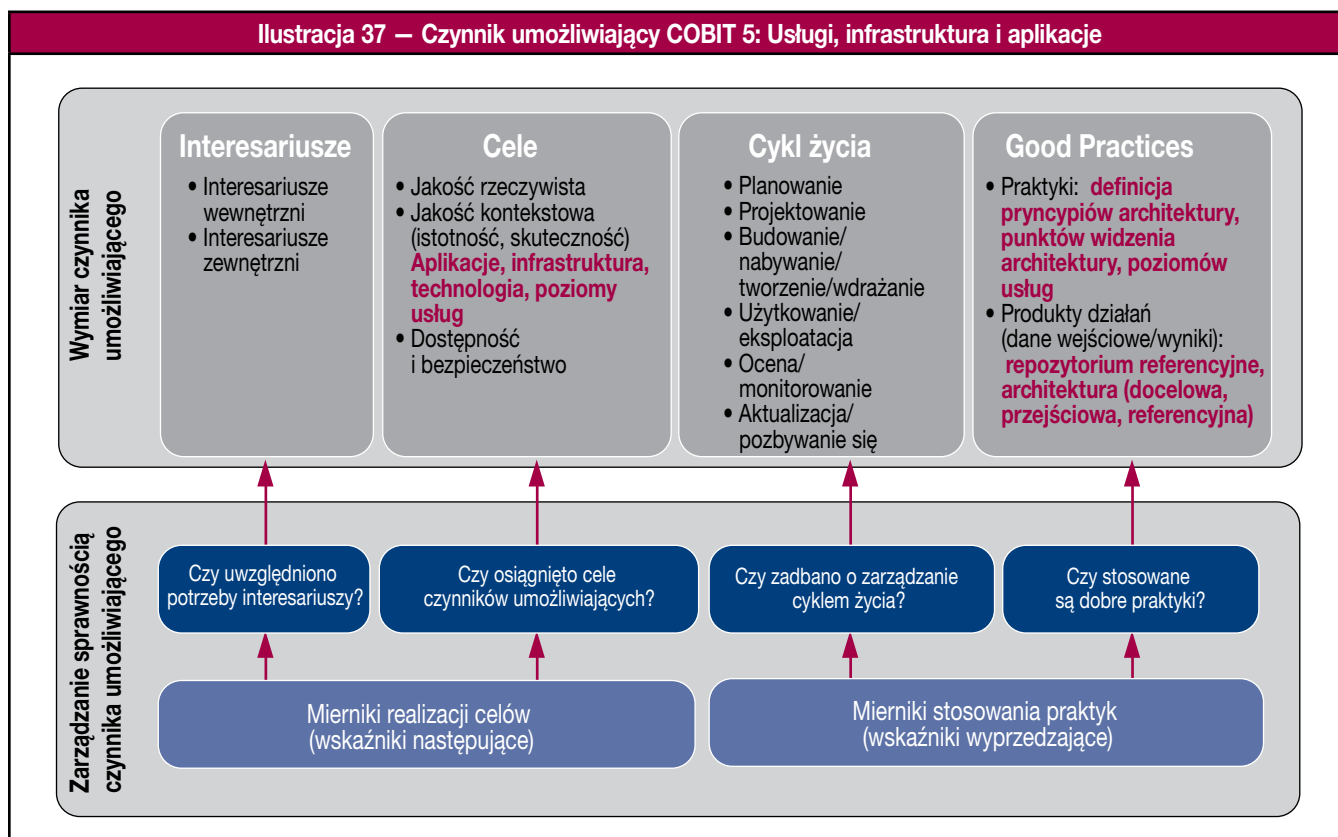 Ilustracja 37 — Czynnik umożliwiający COBIT 5: Usługi, infrastruktura i aplikacje
Wymiar czynnika
umożliwiającego
Interesariusze
• Interesariusze
wewnętrzni
• Interesariusze
zewnętrzni
Cele
• Jakość rzeczywista
• Jakość kontekstowa
(istotność, skuteczność)
Aplikacje, infrastruktura,
technologia, poziomy
usług
• Dostępność
i bezpieczeństwo
Cykl życia
• Planowanie
• Projektowanie
• Budowanie/
nabywanie/
tworzenie/wdrażanie
• Użytkowanie/
eksploatacja
• Ocena/
monitorowanie
• Aktualizacja/
pozbywanie się
Good Practices
• Praktyki: definicja
pryncypiów architektury,
punktów widzenia
architektury, poziomów
usług
• Produkty działań
(dane wejściowe/wyniki):
repozytorium referencyjne,
architektura (docelowa,
przejściowa, referencyjna)
Zarządzanie sprawnością
czynnika umożliwiającego
Czy uwzględniono
potrzeby interesariuszy?
Czy osiągnięto cele
czynników umożliwiających?
Czy zadbano o zarządzanie
cyklem życia?
Czy stosowane
są dobre praktyki?
Mierniki realizacji celów
(wskaźniki następujące)
Mierniki stosowania praktyk
(wskaźniki wyprzedzające)